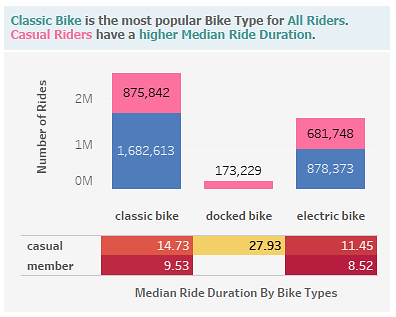 Classic Bike is the most popular Bike Type for All Riders.
Casual Riders have a higher Median Ride Duration.
Number of Rides
2M
1M
0M
875,842
1,682,613
173,229
681,748
878,373
classic bike docked bike electric bike
casual 14.73 27.93 11.45
member 9.53 8.52
Median Ride Duration By Bike Types